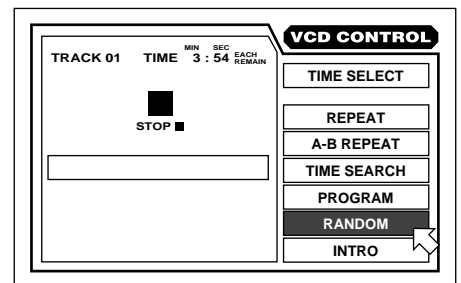 VCD CONTROL
TRACK 01 TIME MIN 3 : SEC 54 EACH REMAIN
STOP
TIME SELECT
REPEAT
A-B REPEAT
TIME SEARCH
PROGRAM
RANDOM
INTRO